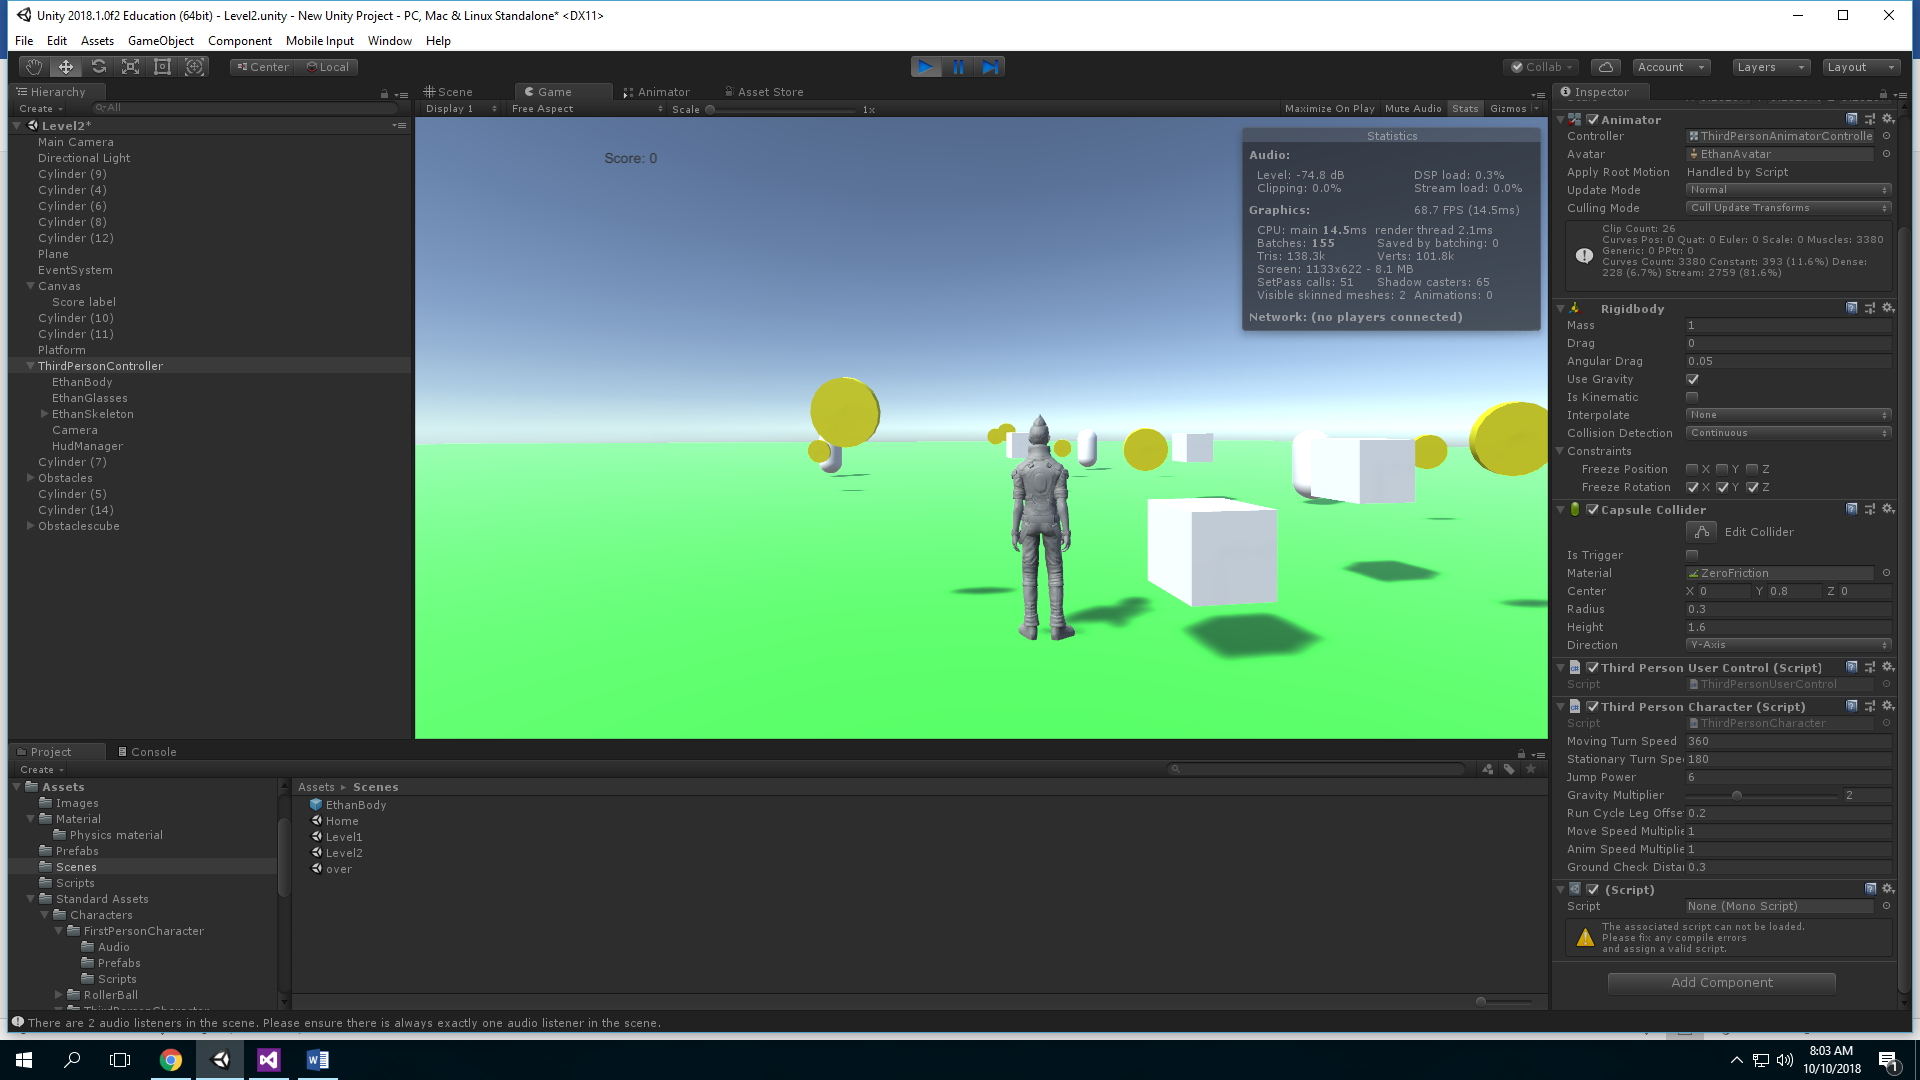 Unity 2018.1.0f2 Education (64bit) - Level2.unity - New Unity Project - PC, Mac & Linux Standalone* <DX11>
File Edit Assets GameObject Component Mobile Input Window Help
Center Local
Collab Account Layers Layout
Hierarchy
Create All
Level2*
Main Camera
Directional Light
Cylinder (9)
Cylinder (4)
Cylinder (6)
Cylinder (8)
Cylinder (12)
Plane
EventSystem
Canvas
Score label
Cylinder (10)
Cylinder (11)
Platform
ThirdPersonController
EthanBody
EthanGlasses
EthanSkeleton
Camera
HudManager
Cylinder (7)
Obstacles
Cylinder (5)
Cylinder (14)
Obstaclescube
Scene Game Animator Asset Store
Display 1 Free Aspect Scale 1x Maximize On Play Mute Audio Stats Gizmos
Score: 0
Statistics
Audio:
Level: -74.8 dB DSP load: 0.3%
Clipping: 0.0% Stream load: 0.0%
Graphics: 68.7 FPS (14.5ms)
CPU: main 14.5ms render thread 2.1ms
Batches: 155 Saved by batching: 0
Tris: 138.3k Verts: 101.8k
Screen: 1133x622 - 8.1 MB
SetPass calls: 51 Shadow casters: 65
Visible skinned meshes: 2 Animations: 0
Network: (no players connected)
Inspector
Animator
Controller ThirdPersonAnimatorControlle
Avatar EthanAvatar
Apply Root Motion Handled by Script
Update Mode Normal
Culling Mode Cull Update Transforms
Clip Count: 26
Curves Pos: 0 Quat: 0 Euler: 0 Scale: 0 Muscles: 3380
Generic: 0 PPtr: 0
Curves Count: 3380 Constant: 393 (11.6%) Dense:
228 (6.7%) Stream: 2759 (81.6%)
Rigidbody
Mass 1
Drag 0
Angular Drag 0.05
Use Gravity
Is Kinematic
Interpolate None
Collision Detection Continuous
Constraints
Freeze Position X Y Z
Freeze Rotation X Y Z
Capsule Collider
Edit Collider
Is Trigger
Material ZeroFriction
Center X 0 Y 0.8 Z 0
Radius 0.3
Height 1.6
Direction Y-Axis
Third Person User Control (Script)
Script ThirdPersonUserControl
Third Person Character (Script)
Script ThirdPersonCharacter
Moving Turn Speed 360
Stationary Turn Spee 180
Jump Power 6
Gravity Multiplier 2
Run Cycle Leg Offse 0.2
Move Speed Multiplie 1
Anim Speed Multiplie 1
Ground Check Distan 0.3
(Script)
Script None (Mono Script)
The associated script can not be loaded.
Please fix any compile errors
and assign a valid script.
Add Component
Project Console
Create
Assets
Images
Material
Physics material
Prefabs
Scenes
Scripts
Standard Assets
Characters
FirstPersonCharacter
Audio
Prefabs
Scripts
RollerBall
Assets Scenes
EthanBody
Home
Level1
Level2
over
There are 2 audio listeners in the scene. Please ensure there is always exactly one audio listener in the scene.
8:03 AM
10/10/2018
1